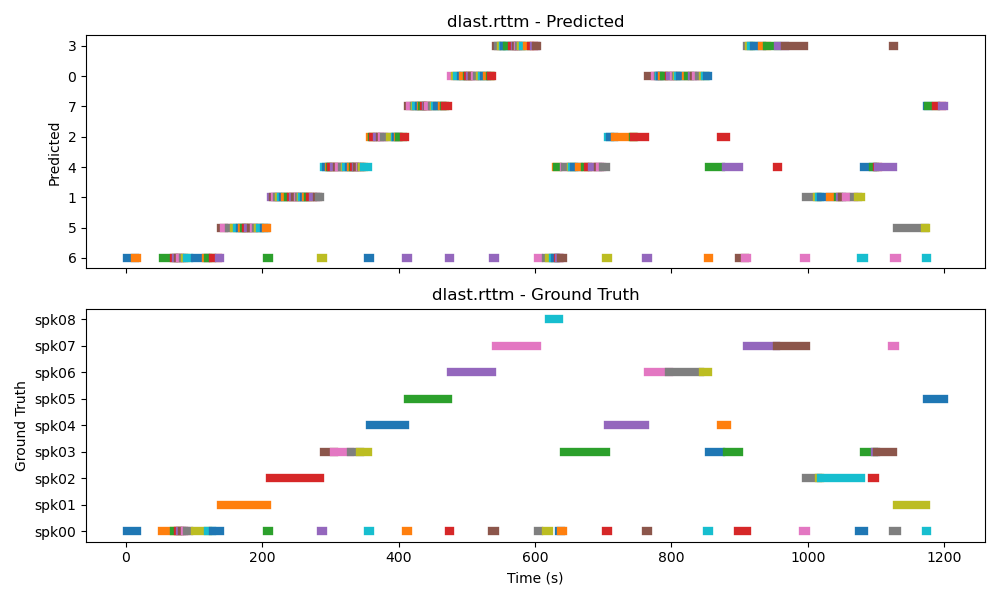 dlast.rttm - Predicted
3
0
7
2
4
1
5
6
Predicted
dlast.rttm - Ground Truth
spk08
spk07
spk06
spk05
spk04
spk03
spk02
spk01
spk00
Ground Truth
0 200 400 600 800 1000 1200
Time (s)